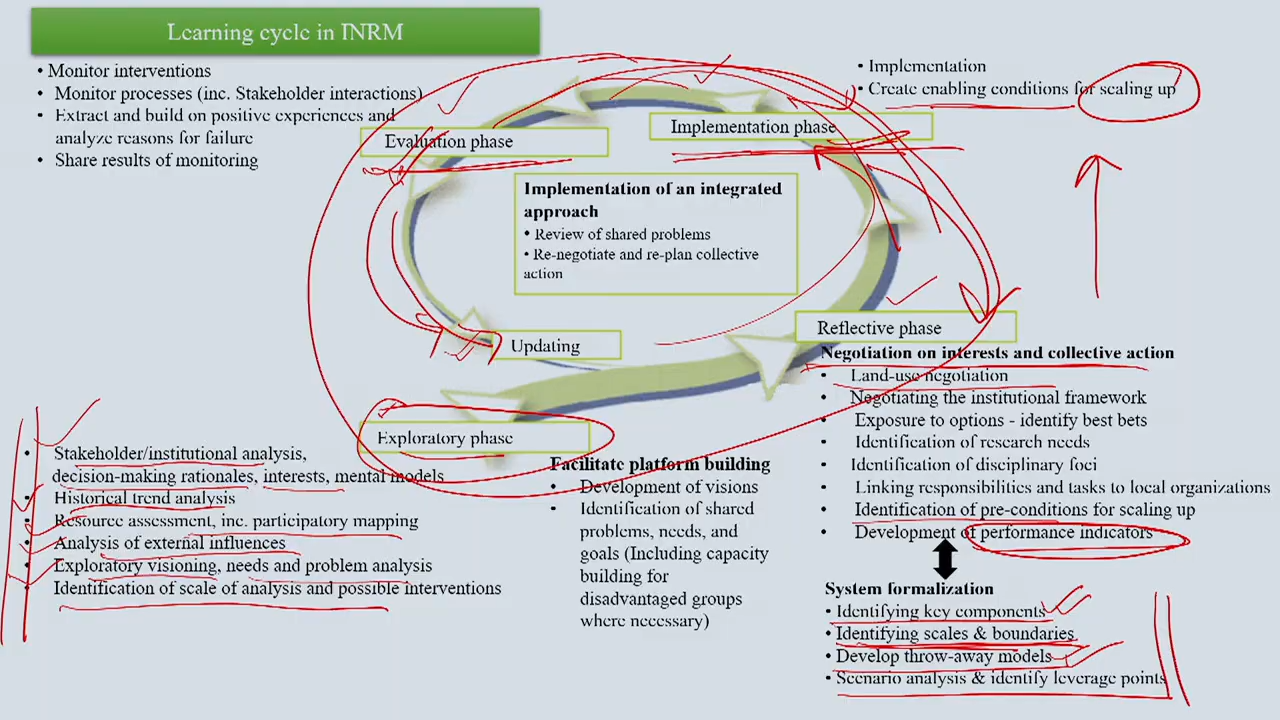 Learning cycle in INRM
• Monitor interventions
• Monitor processes (inc. Stakeholder interactions)
• Extract and build on positive experiences and
analyze reasons for failure
• Share results of monitoring
• Implementation
• Create enabling conditions for scaling up
Evaluation phase
Implementation phase
Implementation of an integrated
approach
• Review of shared problems
• Re-negotiate and re-plan collective
action
Updating
Reflective phase
Negotiation on interests and collective action
• Land-use negotiation
• Negotiating the institutional framework
• Exposure to options - identify best bets
• Identification of research needs
• Identification of disciplinary foci
• Linking responsibilities and tasks to local organizations
• Identification of pre-conditions for scaling up
• Development of performance indicators
System formalization
• Identifying key components
• Identifying scales & boundaries
• Develop throw-away models
• Scenario analysis & identify leverage points
Exploratory phase
• Stakeholder/institutional analysis,
decision-making rationales, interests, mental models
• Historical trend analysis
• Resource assessment, inc. participatory mapping
• Analysis of external influences
• Exploratory visioning, needs and problem analysis
• Identification of scale of analysis and possible interventions
Facilitate platform building
• Development of visions
• Identification of shared
problems, needs, and
goals (Including capacity
building for
disadvantaged groups
where necessary)